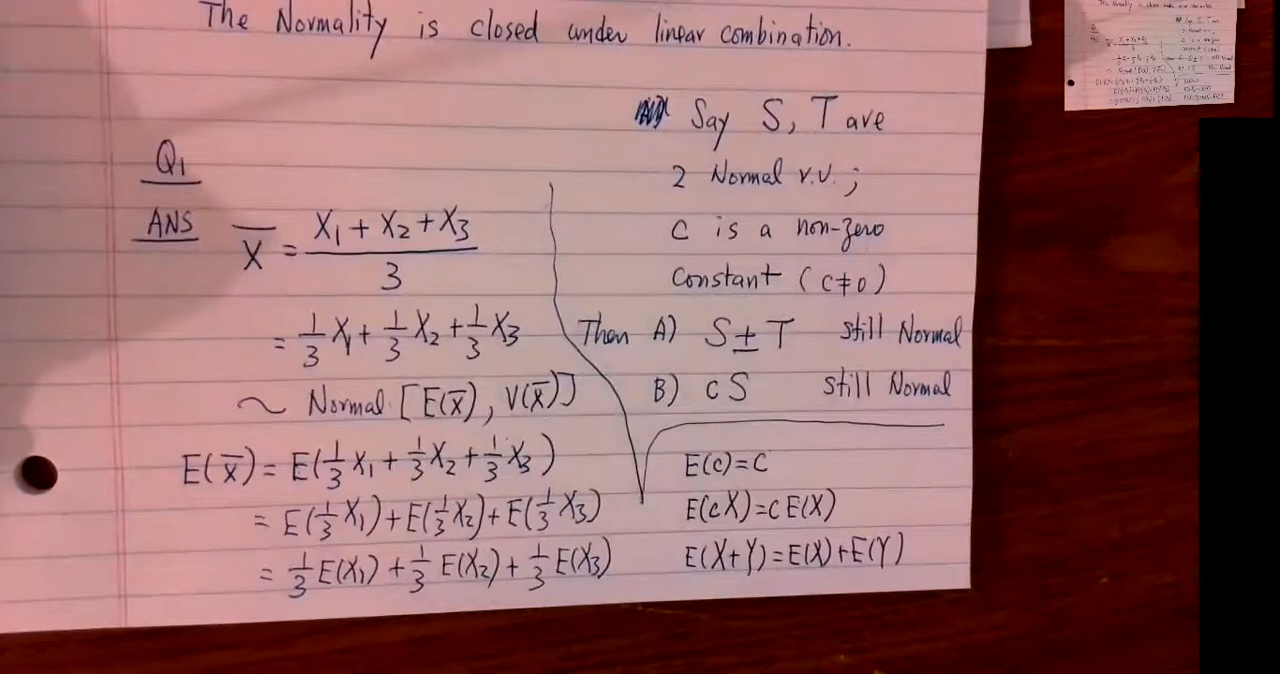 The Normality is closed under linear combination.
Q1
ANS
X̅ = (X₁ + X₂ + X₃) / 3
= 1/3 X₁ + 1/3 X₂ + 1/3 X₃
~ Normal [E(X̅), V(X̅)]
E(X̅) = E(1/3 X₁ + 1/3 X₂ + 1/3 X₃)
= E(1/3 X₁) + E(1/3 X₂) + E(1/3 X₃)
= 1/3 E(X₁) + 1/3 E(X₂) + 1/3 E(X₃)
Say S, T are
2 Normal r.v. ;
C is a non-zero
Constant (C≠0)
Then A) S ± T still Normal
B) cS still Normal
E(c) = C
E(cX) = C E(X)
E(X+Y) = E(X) + E(Y)